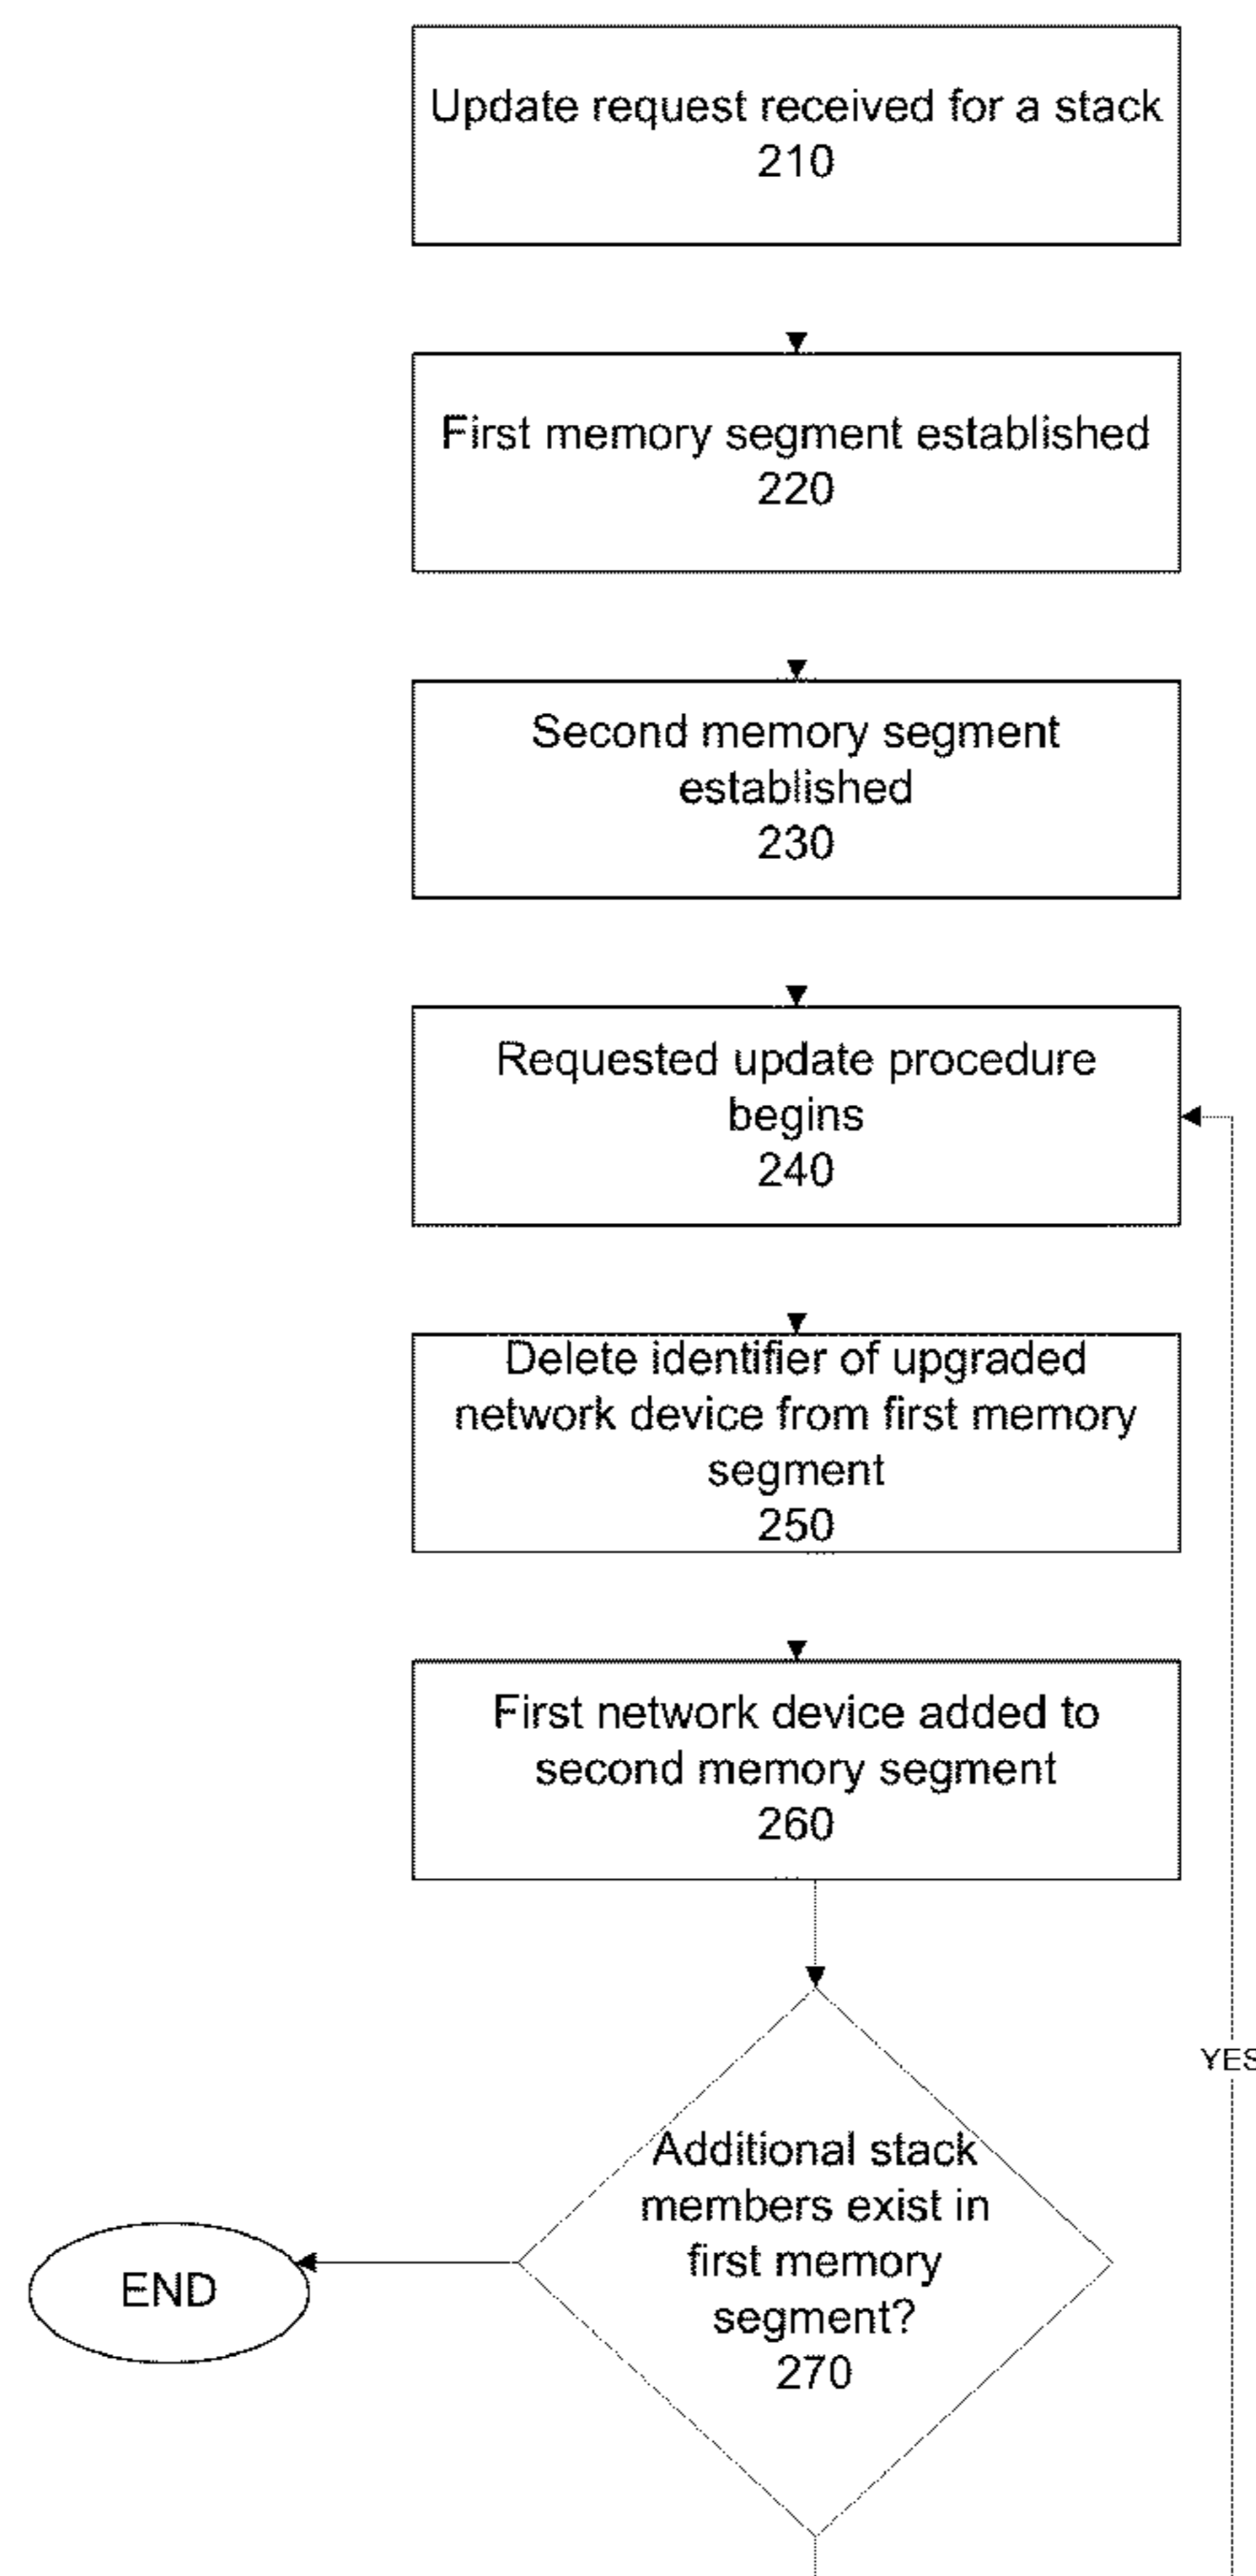 Update request received for a stack
210
First memory segment established
220
Second memory segment
established
230
Requested update procedure
begins
240
Delete identifier of upgraded
network device from first memory
segment
250
First network device added to
second memory segment
260
YES
Additional stack
members exist in
first memory
segment?
270
END